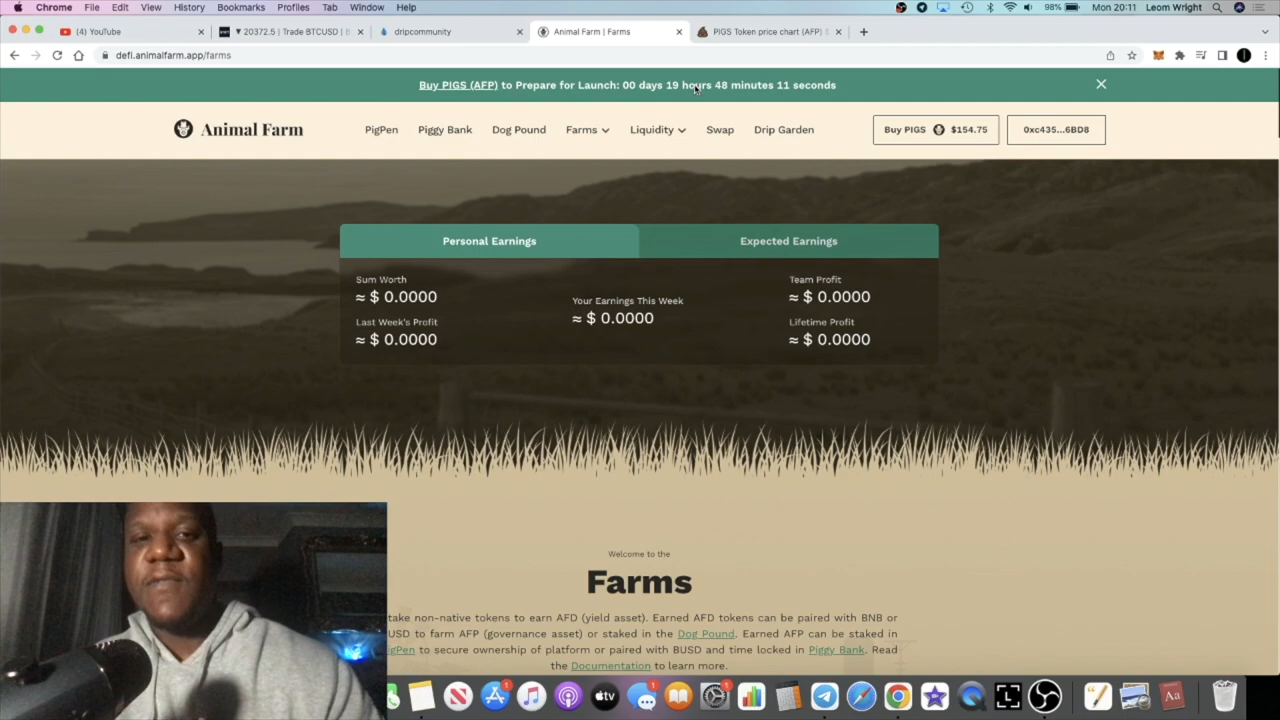 Chrome File Edit View History Bookmarks Profiles Tab Window Help 98% Mon 20:11 Leom Wright
(4) YouTube ▼ 20372.5 | Trade BTCUSD | dripcommunity Animal Farm | Farms PIGS Token price chart (AFP)
defi.animalfarm.app/farms
Buy PIGS (AFP) to Prepare for Launch: 00 days 19 hours 48 minutes 11 seconds
Animal Farm PigPen Piggy Bank Dog Pound Farms Liquidity Swap Drip Garden Buy PIGS $154.75 0xc435...6BD8
Personal Earnings Expected Earnings
Sum Worth Team Profit
≈ $ 0.0000 Your Earnings This Week ≈ $ 0.0000
Last Week's Profit ≈ $ 0.0000 Lifetime Profit
≈ $ 0.0000 ≈ $ 0.0000
Welcome to the
Farms
take non-native tokens to earn AFD (yield asset). Earned AFD tokens can be paired with BNB or
USD to farm AFP (governance asset) or staked in the Dog Pound. Earned AFP can be staked in
igPen to secure ownership of platform or paired with BUSD and time locked in Piggy Bank. Read
the Documentation to learn more.
1 tv 1 1 Aa